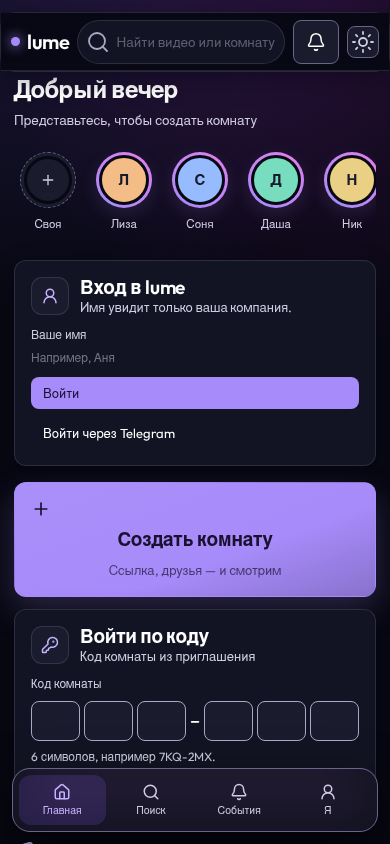 lume
Найти видео или комнату
Добрый вечер
Представьтесь, чтобы создать комнату
+
Л
С
Д
Н
Своя
Лиза
Соня
Даша
Ник
Вход в lume
Имя увидит только ваша компания.
Ваше имя
Например, Аня
Войти
Войти через Telegram
+
Создать комнату
Ссылка, друзья — и смотрим
Войти по коду
Код комнаты из приглашения
Код комнаты
–
6 символов, например 7KQ-2MX.
Главная
Поиск
События
Я